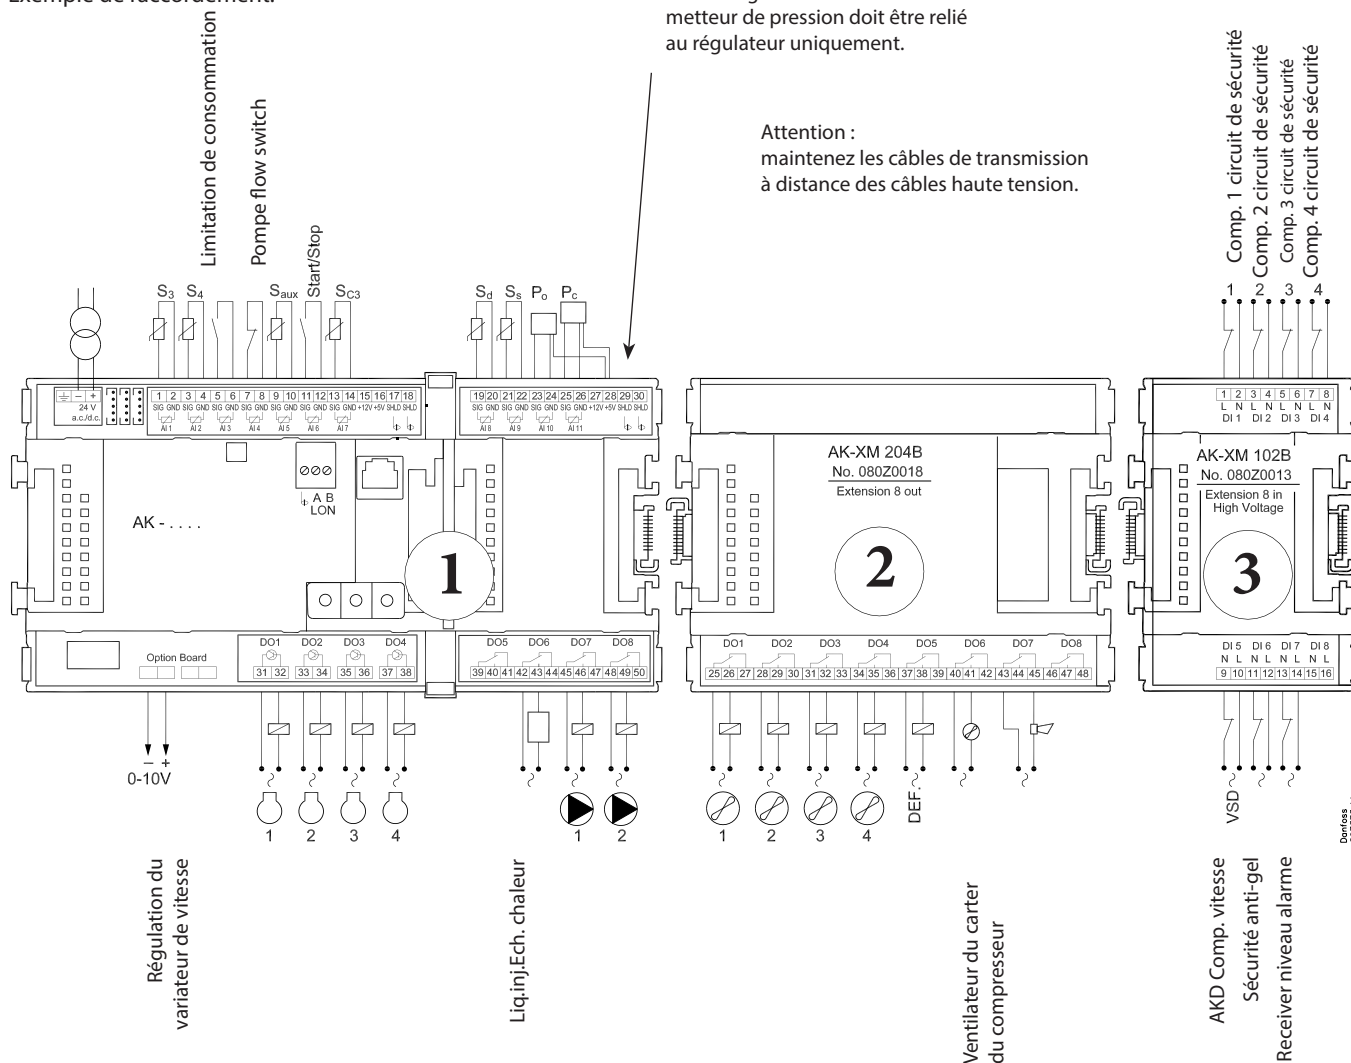 Exemple de raccordement.
metteur de pression doit être relié
au régulateur uniquement.
Attention :
maintenez les câbles de transmission
à distance des câbles haute tension.
Limitation de consommation
Pompe flow switch
Start/Stop
S3 S4 Saux SC3
Sd Ss Po Pc
Comp. 1 circuit de sécurité
Comp. 2 circuit de sécurité
Comp. 3 circuit de sécurité
Comp. 4 circuit de sécurité
1 2 3 4
– +
24 V
a.c./d.c.
1 2 3 4 5 6 7 8 9 10 11 12 13 14 15 16 17 18
SIG GND SIG GND SIG GND SIG GND SIG GND SIG GND SIG GND +12V +5V SHLD SHLD
AI 1 AI 2 AI 3 AI 4 AI 5 AI 6 AI 7
19 20 21 22 23 24 25 26 27 28 29 30
SIG GND SIG GND SIG GND SIG GND +12V +5V SHLD SHLD
AI 8 AI 9 AI 10 AI 11
1 2 3 4 5 6 7 8
L N L N L N L N
DI 1 DI 2 DI 3 DI 4
A B
LON
AK - . . . .
1
AK-XM 204B
No. 080Z0018
Extension 8 out
2
AK-XM 102B
No. 080Z0013
Extension 8 in
High Voltage
3
Option Board
DO1 DO2 DO3 DO4
31 32 33 34 35 36 37 38
DO5 DO6 DO7 DO8
39 40 41 42 43 44 45 46 47 48 49 50
DO1 DO2 DO3 DO4 DO5 DO6 DO7 DO8
25 26 27 28 29 30 31 32 33 34 35 36 37 38 39 40 41 42 43 44 45 46 47 48
DI 5 DI 6 DI 7 DI 8
N L N L N L N L
9 10 11 12 13 14 15 16
– +
0-10V
1 2 3 4
1 2
1 2 3 4
DEF.
VSD
Danfoss
Régulation du
variateur de vitesse
Liq.inj.Ech. chaleur
Ventilateur du carter
du compresseur
AKD Comp. vitesse
Sécurité anti-gel
Receiver niveau alarme